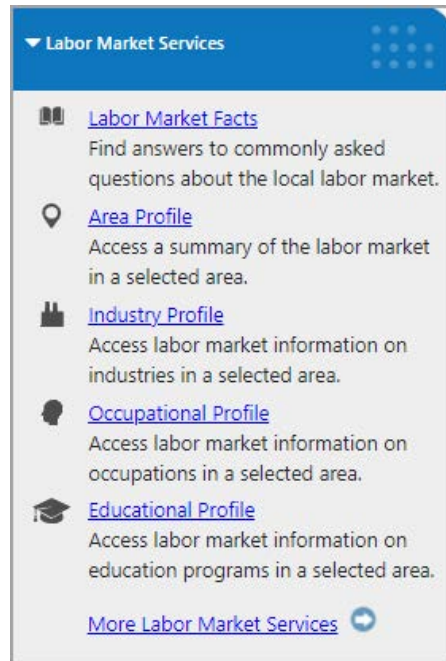 Labor Market Services
Labor Market Facts
Find answers to commonly asked
questions about the local labor market.
Area Profile
Access a summary of the labor market
in a selected area.
Industry Profile
Access labor market information on
industries in a selected area.
Occupational Profile
Access labor market information on
occupations in a selected area.
Educational Profile
Access labor market information on
education programs in a selected area.
More Labor Market Services